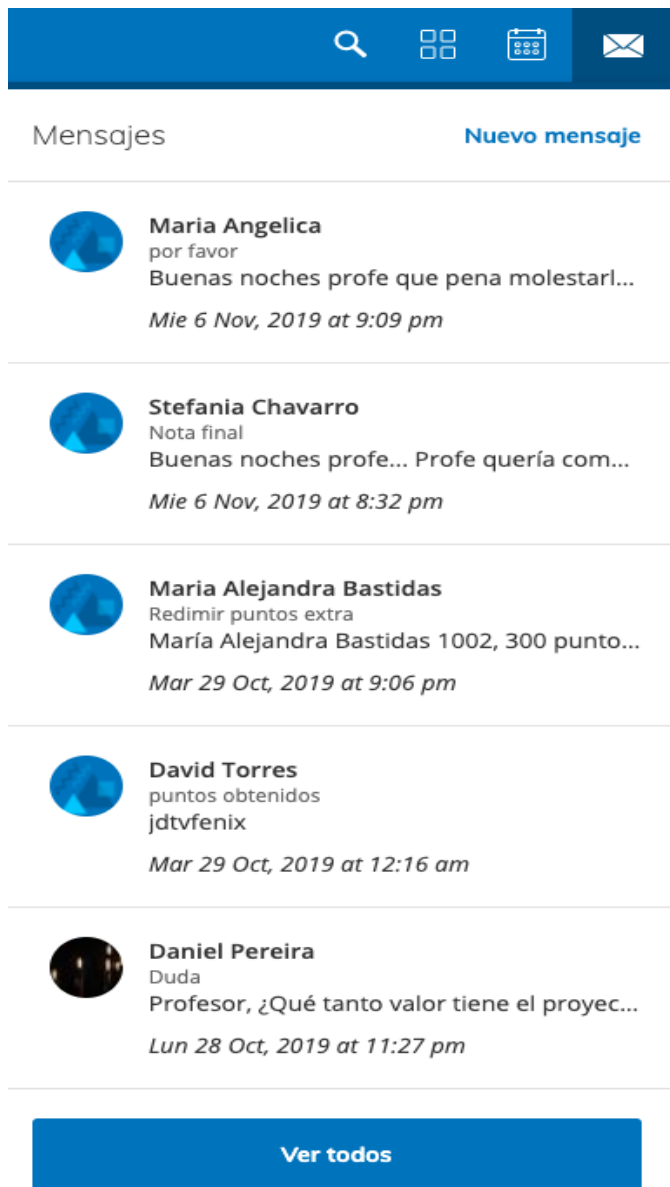 Mensajes
Nuevo mensaje
Maria Angelica
por favor
Buenas noches profe que pena molestarl...
Mie 6 Nov, 2019 at 9:09 pm
Stefania Chavarro
Nota final
Buenas noches profe... Profe quería com...
Mie 6 Nov, 2019 at 8:32 pm
Maria Alejandra Bastidas
Redimir puntos extra
María Alejandra Bastidas 1002, 300 punto...
Mar 29 Oct, 2019 at 9:06 pm
David Torres
puntos obtenidos
jdtvfenix
Mar 29 Oct, 2019 at 12:16 am
Daniel Pereira
Duda
Profesor, ¿Qué tanto valor tiene el proyec...
Lun 28 Oct, 2019 at 11:27 pm
Ver todos